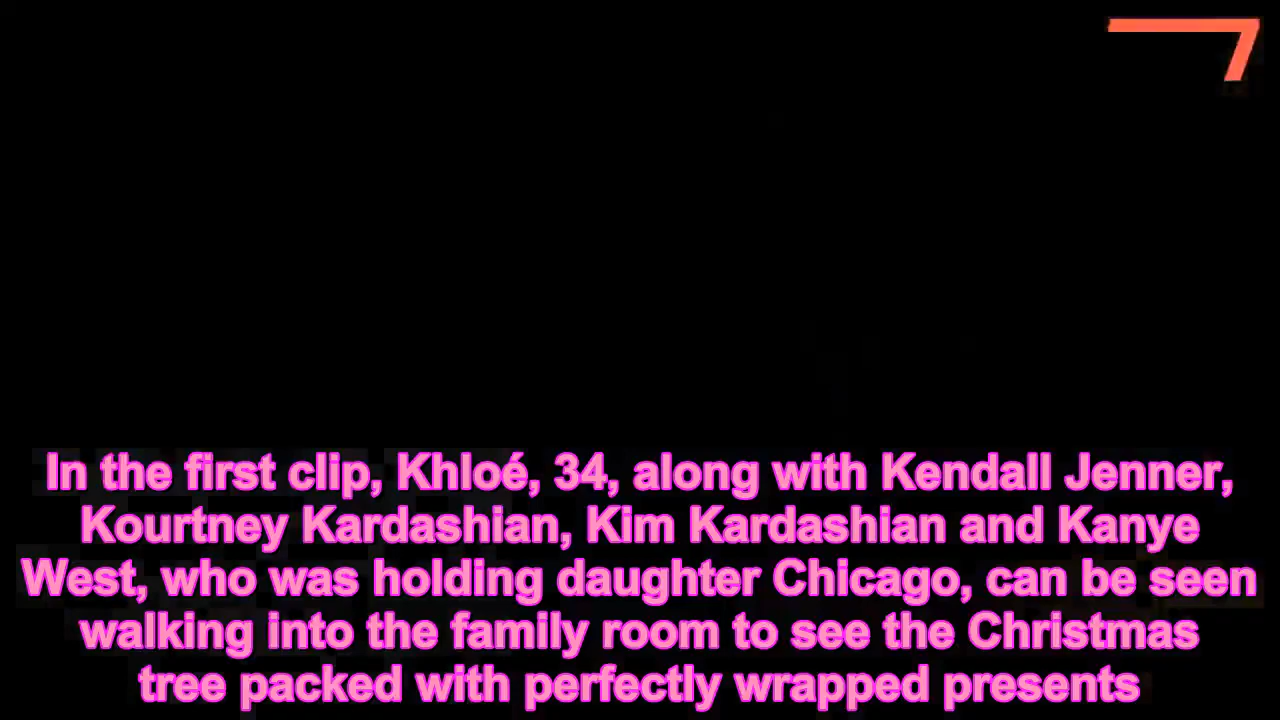 In the first clip, Khloé, 34, along with Kendall Jenner,
Kourtney Kardashian, Kim Kardashian and Kanye
West, who was holding daughter Chicago, can be seen
walking into the family room to see the Christmas
tree packed with perfectly wrapped presents